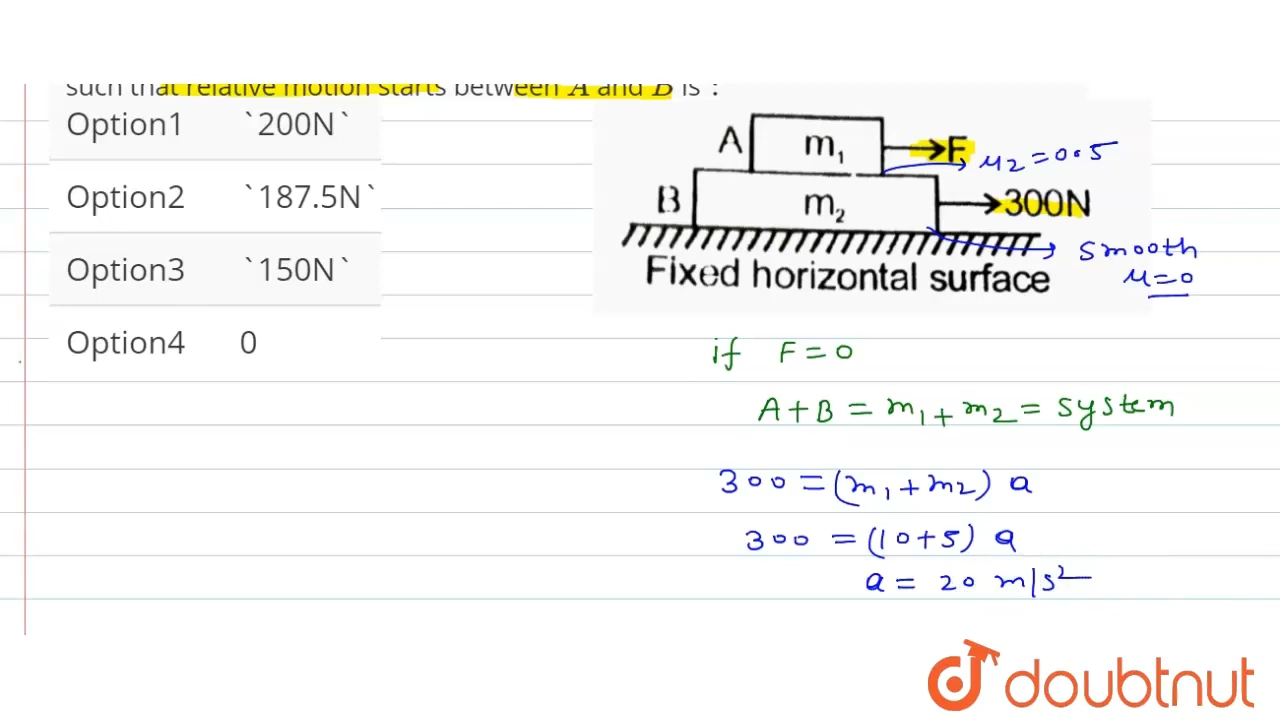 such that relative motion starts between A and B is :
Option1 `200N`
Option2 `187.5N`
Option3 `150N`
Option4 0
A m₁ F
μ₂ = 0.5
B m₂ 300N
smooth
μ = 0
Fixed horizontal surface
if F = 0
A + B = m₁ + m₂ = system
300 = (m₁ + m₂) a
300 = (10 + 5) a
a = 20 m/s²
doubtnut